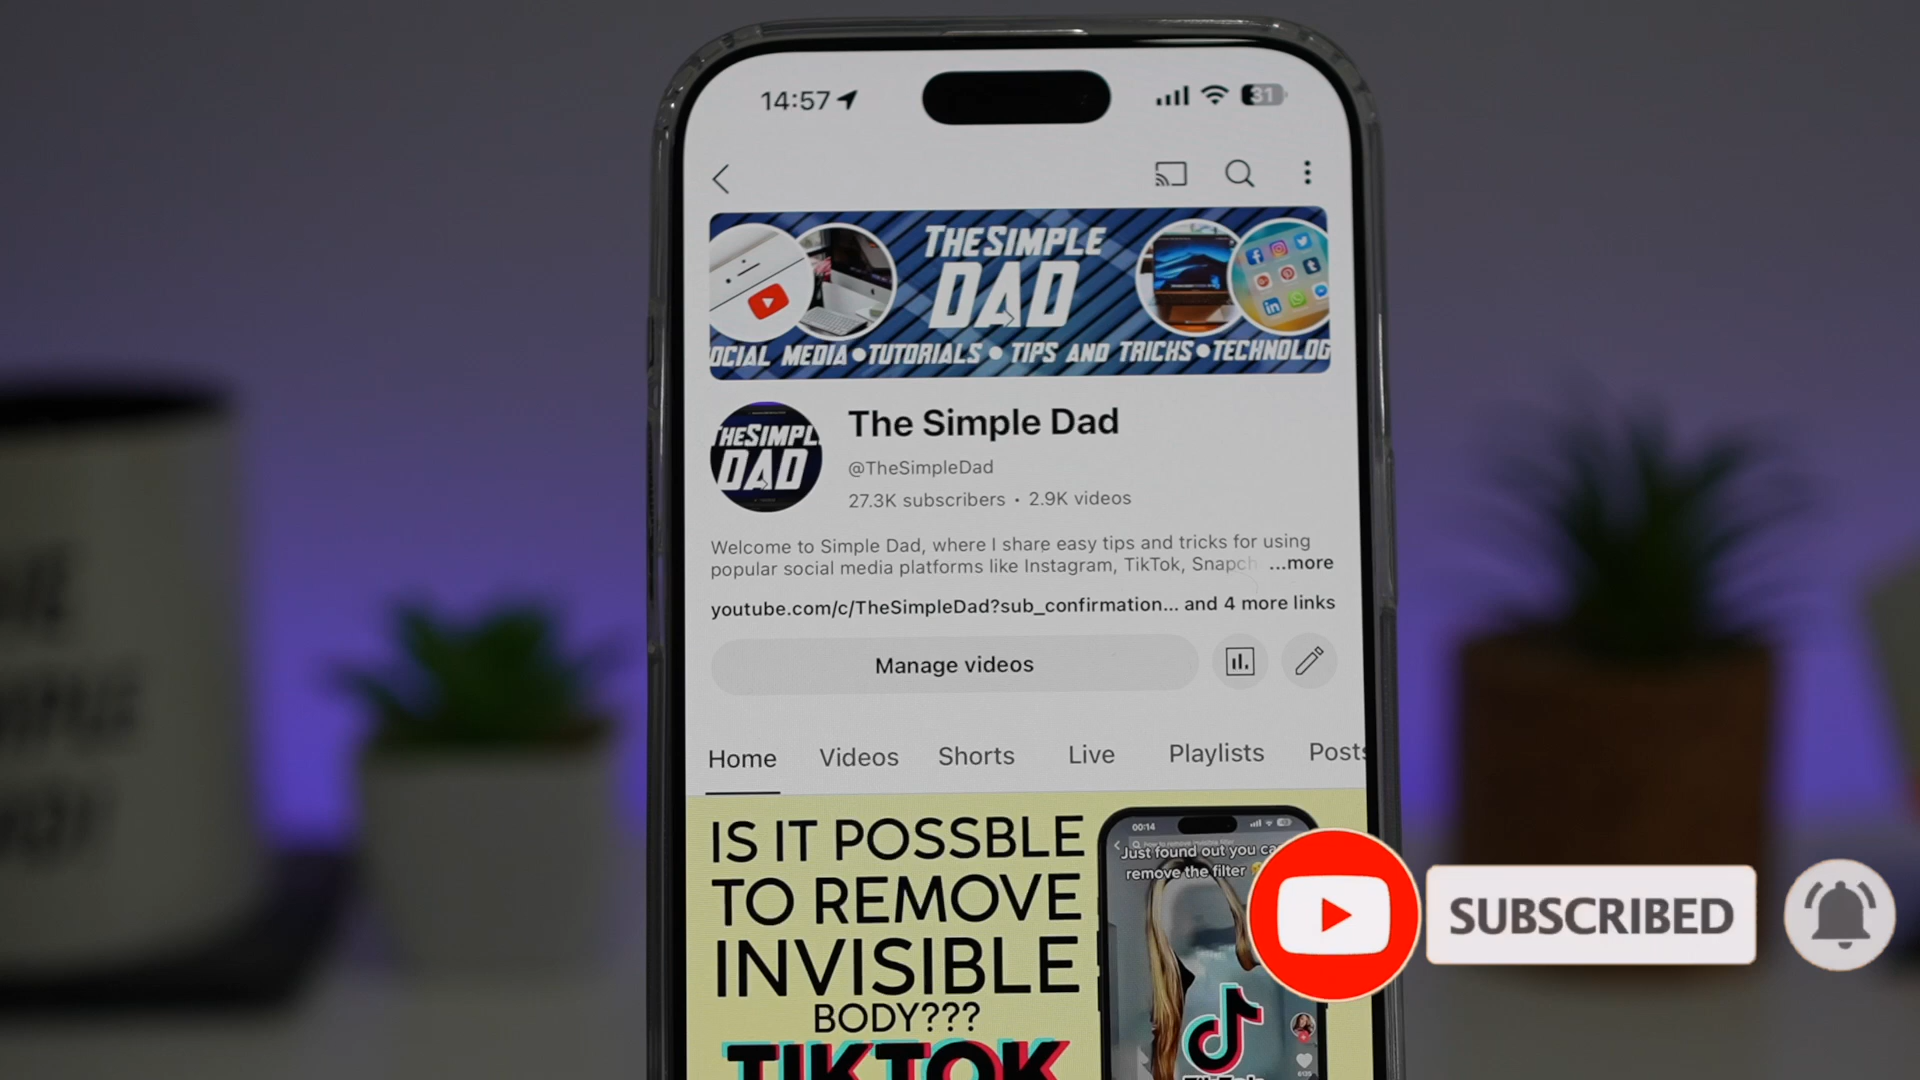 14:57
31
THESIMPLE
DAD
OCIAL MEDIA • TUTORIALS • TIPS AND TRICKS • TECHNOLOG
HESIMPL
DAD
The Simple Dad
@TheSimpleDad
27.3K subscribers • 2.9K videos
Welcome to Simple Dad, where I share easy tips and tricks for using
popular social media platforms like Instagram, TikTok, Snapch ...more
youtube.com/c/TheSimpleDad?sub_confirmation... and 4 more links
Manage videos
Home Videos Shorts Live Playlists Posts
IS IT POSSBLE
TO REMOVE
INVISIBLE
BODY???
TIKTOK
00:14
Just found out you ca
remove the filter
SUBSCRIBED